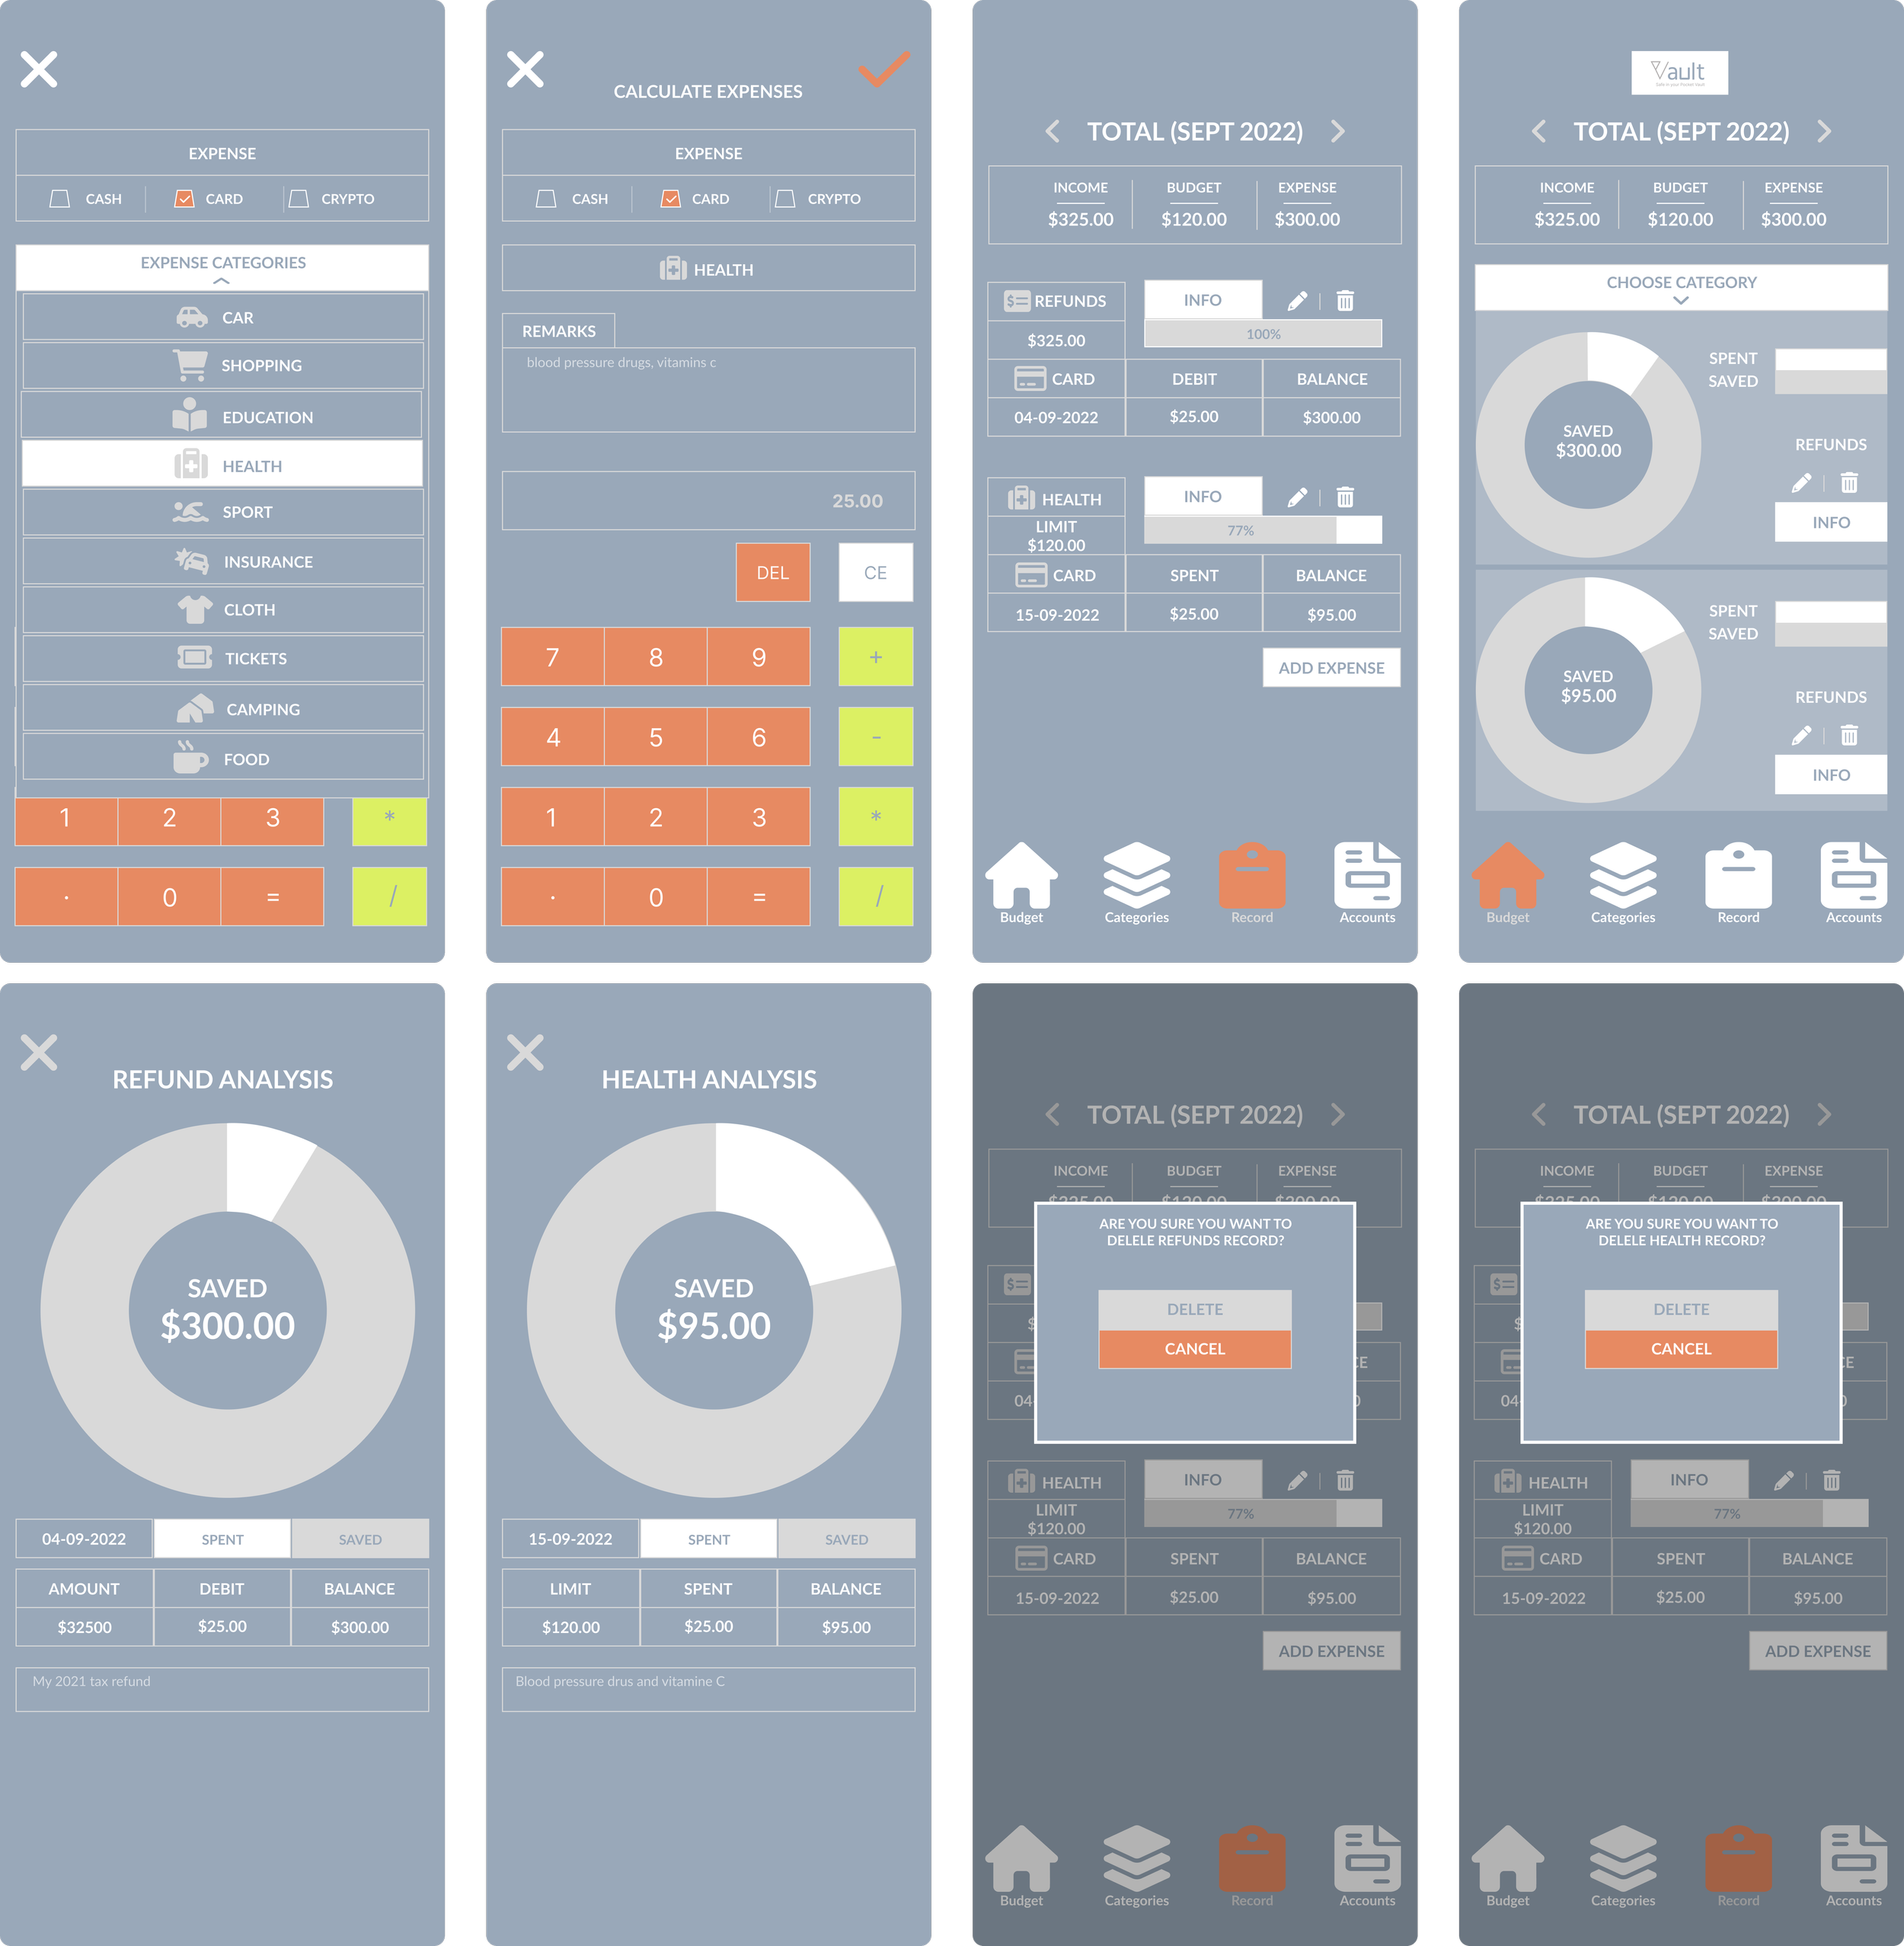 EXPENSE
CASH CARD CRYPTO
EXPENSE CATEGORIES
CAR
SHOPPING
EDUCATION
HEALTH
SPORT
INSURANCE
CLOTH
TICKETS
CAMPING
FOOD
1 2 3 *
· 0 = /
CALCULATE EXPENSES
EXPENSE
CASH CARD CRYPTO
HEALTH
REMARKS
blood pressure drugs, vitamins c
25.00
DEL CE
7 8 9 +
4 5 6 -
1 2 3 *
· 0 = /
TOTAL (SEPT 2022)
INCOME BUDGET EXPENSE
$325.00 $120.00 $300.00
REFUNDS INFO
$325.00 100%
CARD DEBIT BALANCE
04-09-2022 $25.00 $300.00
HEALTH INFO
LIMIT
$120.00 77%
CARD SPENT BALANCE
15-09-2022 $25.00 $95.00
ADD EXPENSE
Budget Categories Record Accounts
Vault
TOTAL (SEPT 2022)
INCOME BUDGET EXPENSE
$325.00 $120.00 $300.00
CHOOSE CATEGORY
SPENT
SAVED
SAVED
$300.00
REFUNDS
INFO
SPENT
SAVED
SAVED
$95.00
REFUNDS
INFO
Budget Categories Record Accounts
REFUND ANALYSIS
SAVED
$300.00
04-09-2022 SPENT SAVED
AMOUNT DEBIT BALANCE
$32500 $25.00 $300.00
My 2021 tax refund
HEALTH ANALYSIS
SAVED
$95.00
15-09-2022 SPENT SAVED
LIMIT SPENT BALANCE
$120.00 $25.00 $95.00
Blood pressure drus and vitamine C
TOTAL (SEPT 2022)
INCOME BUDGET EXPENSE
$325.00 $120.00 $300.00
ARE YOU SURE YOU WANT TO
DELELE REFUNDS RECORD?
DELETE
CANCEL
HEALTH INFO
LIMIT
$120.00 77%
CARD SPENT BALANCE
15-09-2022 $25.00 $95.00
ADD EXPENSE
Budget Categories Record Accounts
TOTAL (SEPT 2022)
INCOME BUDGET EXPENSE
$325.00 $120.00 $300.00
ARE YOU SURE YOU WANT TO
DELELE HEALTH RECORD?
DELETE
CANCEL
HEALTH INFO
LIMIT
$120.00 77%
CARD SPENT BALANCE
15-09-2022 $25.00 $95.00
ADD EXPENSE
Budget Categories Record Accounts